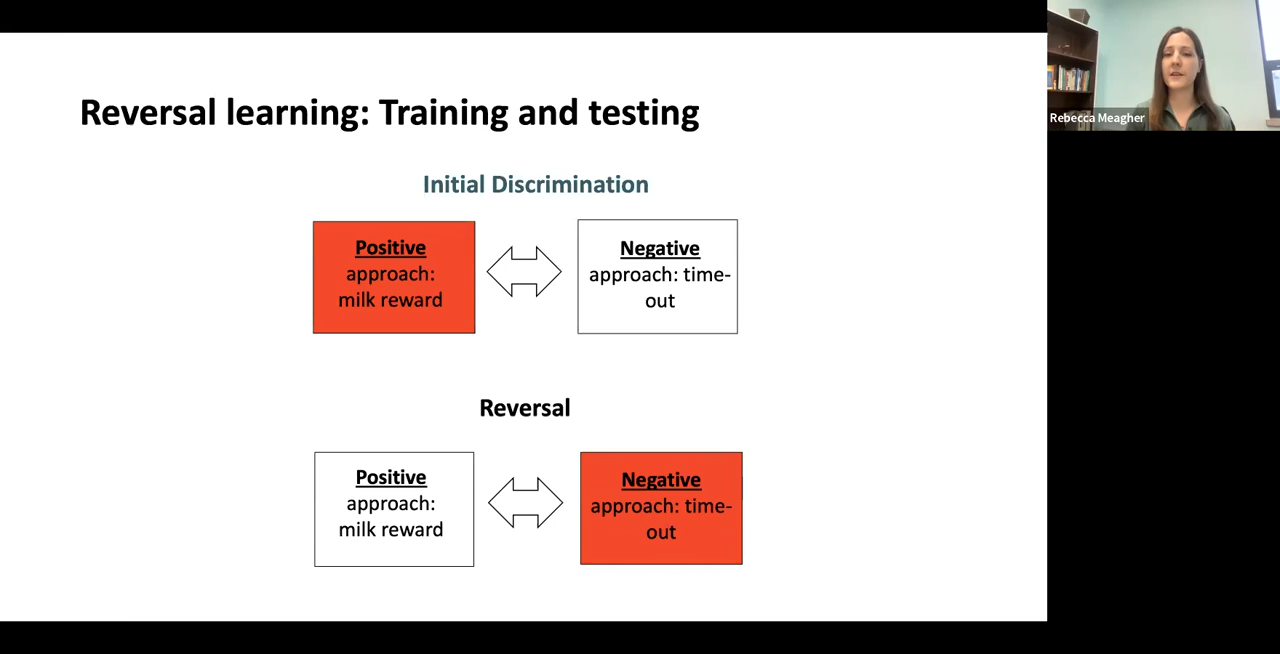 Reversal learning: Training and testing
Initial Discrimination
Positive
approach:
milk reward
Negative
approach: time-
out
Reversal
Positive
approach:
milk reward
Negative
approach: time-
out
Rebecca Meagher